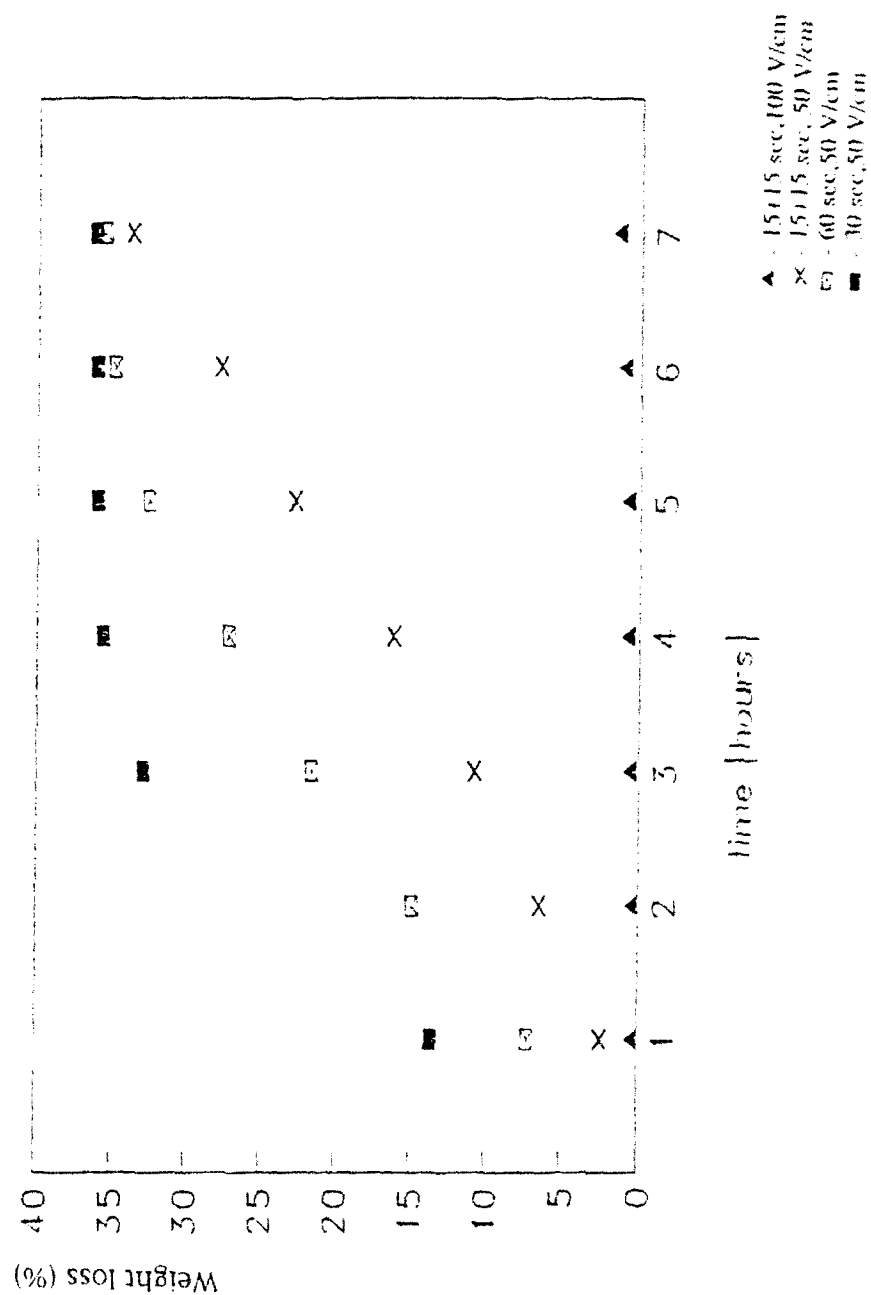 Weight loss (%)
40
35
30
25
20
15
10
5
0
1 2 3 4 5 6 7
time [hours]
▲ - 15+15 sec,100 V/cm
X - 15+15 sec, 50 V/cm
⊡ - 60 sec,50 V/cm
■ - 30 sec,50 V/cm